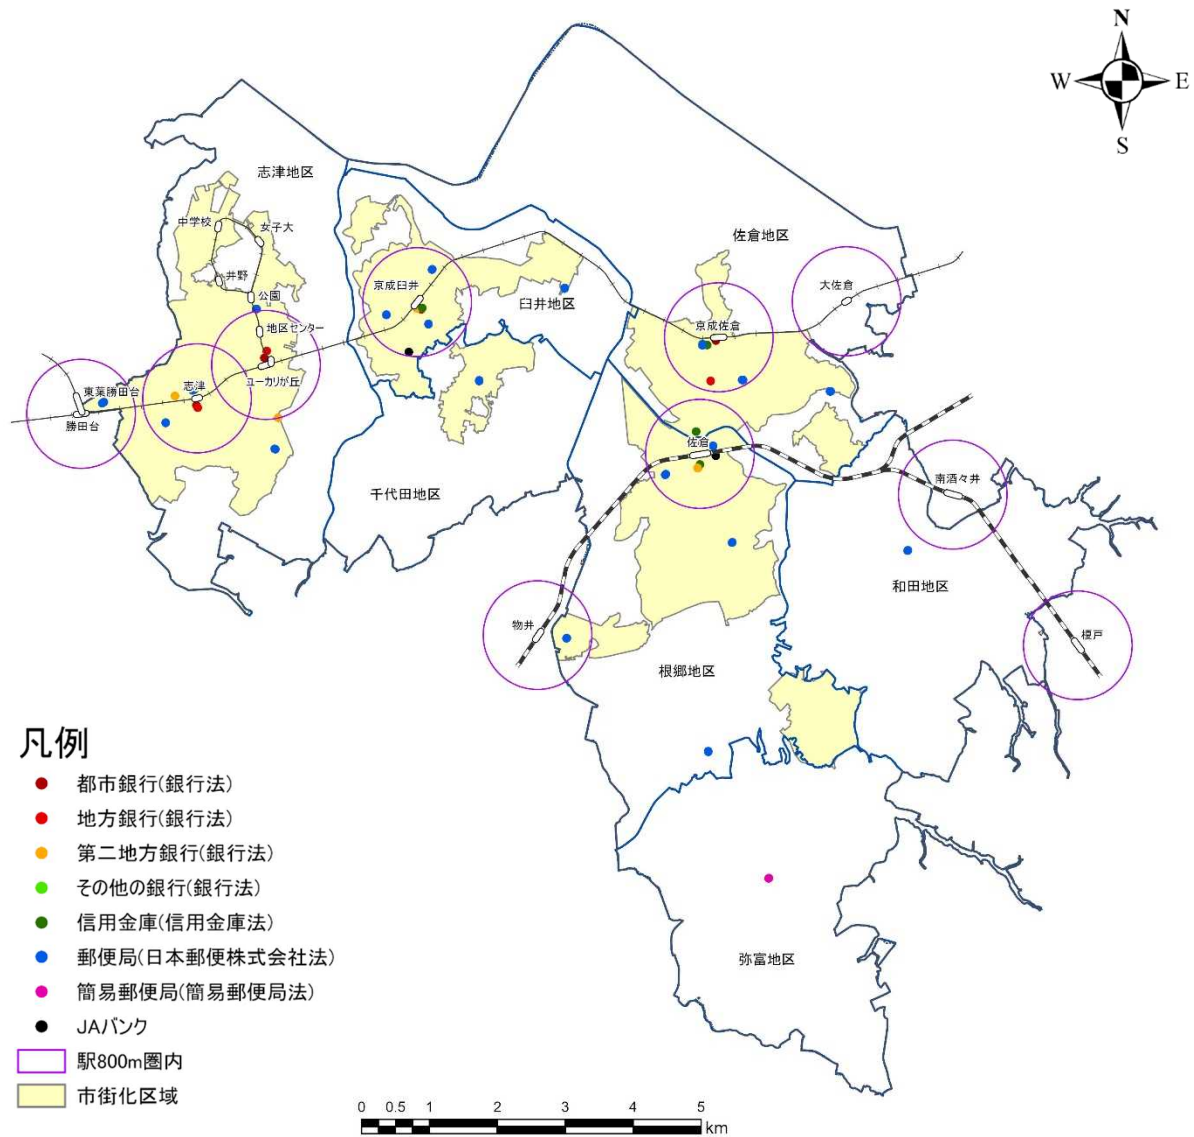 N
W
E
S
志津地区
中学校
女子大
佐倉地区
井野
京成臼井
大佐倉
公園
臼井地区
地区センター
京成佐倉
ユーカリが丘
東葉勝田台
志津
勝田台
佐倉
千代田地区
南酒々井
和田地区
物井
榎戸
根郷地区
凡例
都市銀行(銀行法)
地方銀行(銀行法)
第二地方銀行(銀行法)
その他の銀行(銀行法)
信用金庫(信用金庫法)
郵便局(日本郵便株式会社法)
弥富地区
簡易郵便局(簡易郵便局法)
JAバンク
駅800m圏内
市街化区域
0 0.5 1 2 3 4 5
km